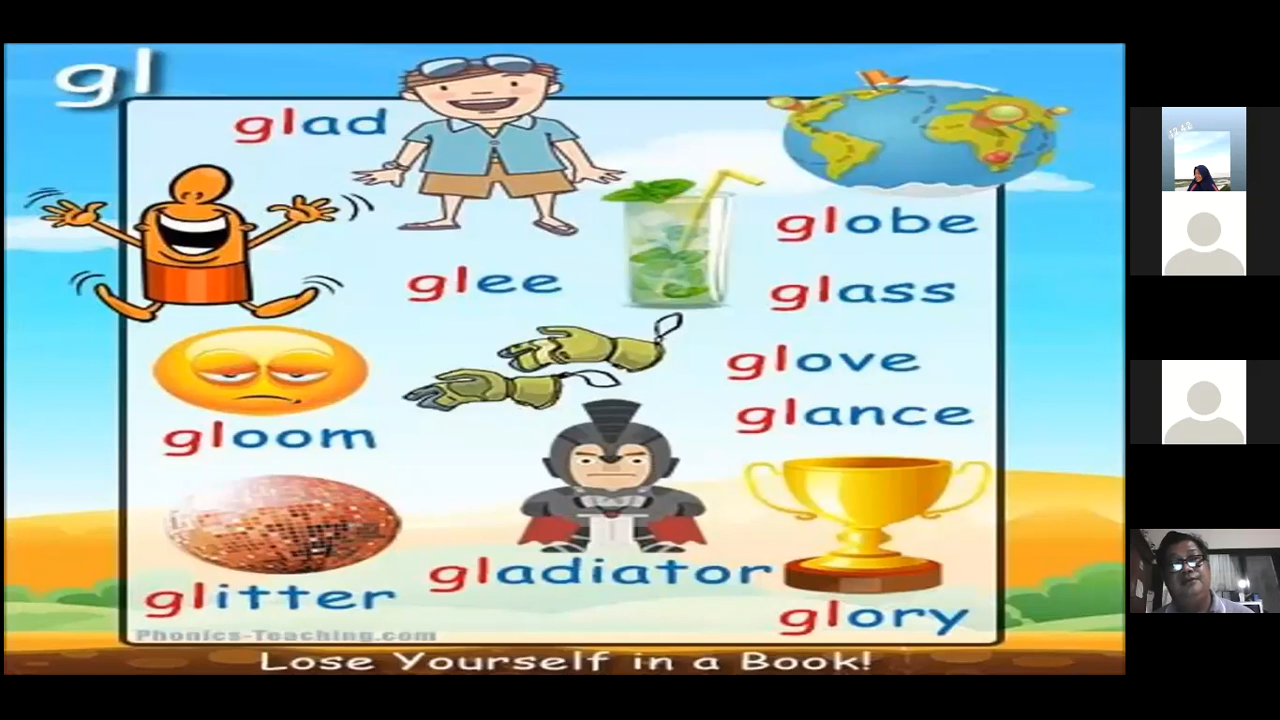 gl
glad
globe
glee
glass
glove
glance
gloom
gladiator
glitter
glory
Phonics-Teaching.com
Lose Yourself in a Book!